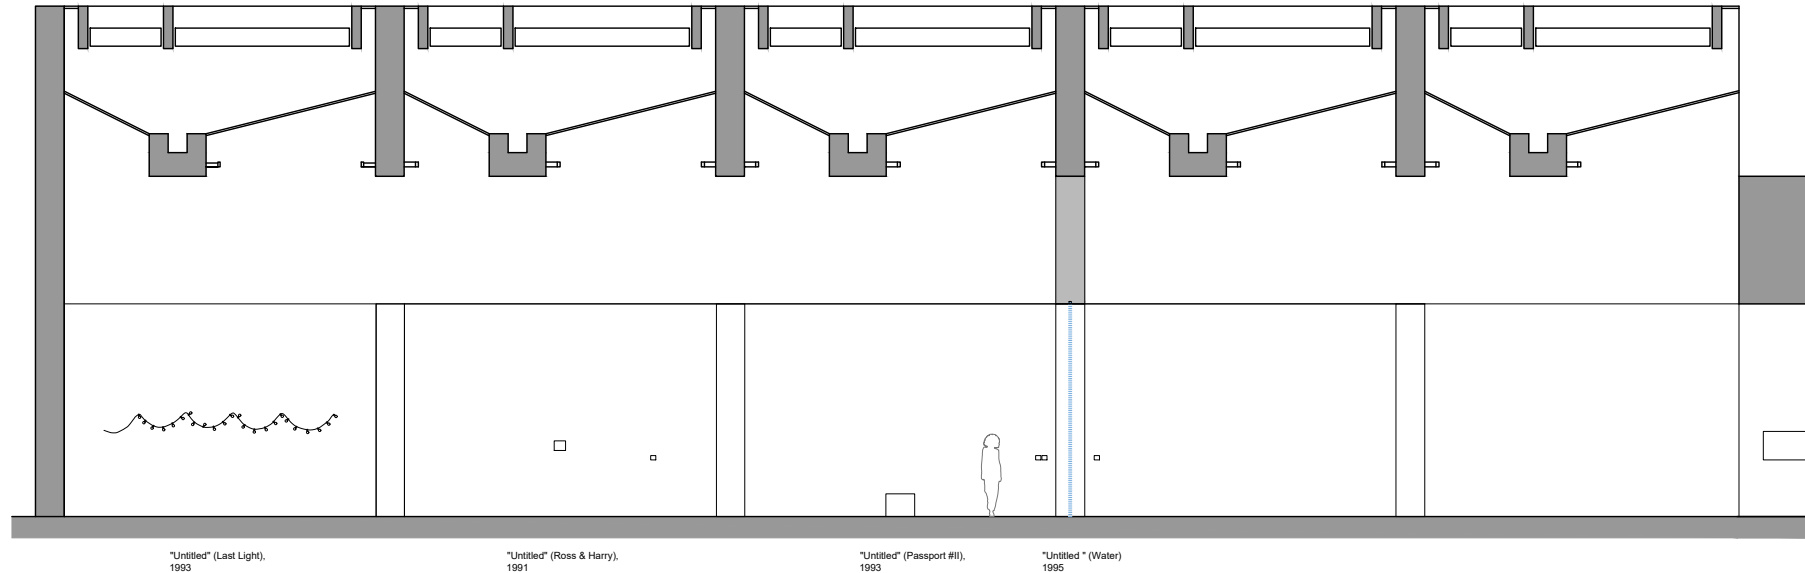 "Untitled" (Last Light),
1993
"Untitled" (Ross & Harry),
1991
"Untitled" (Passport #II),
1993
"Untitled " (Water)
1995